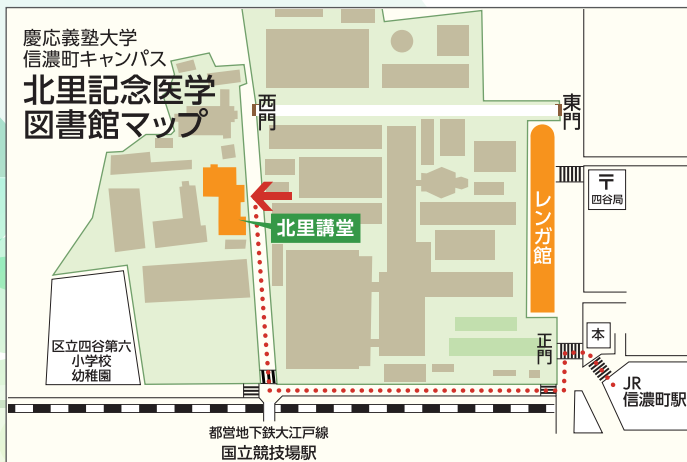 慶応義塾大学
信濃町キャンパス
北里記念医学
図書館マップ
西門
東門
〒
四谷局
レンガ館
北里講堂
本
正門
区立四谷第六
小学校
幼稚園
JR
信濃町駅
都営地下鉄大江戸線
国立競技場駅